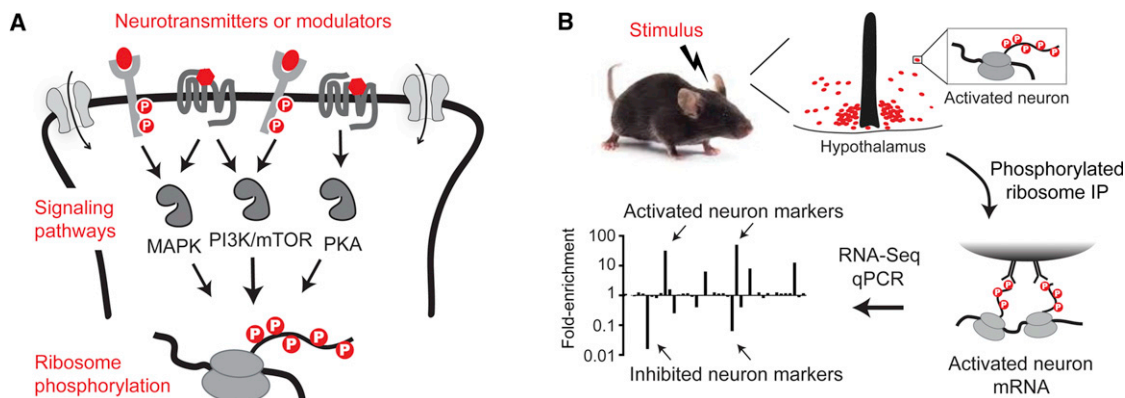 A
Neurotransmitters or modulators
P
P
P
P
Signaling
pathways
MAPK
PI3K/mTOR
PKA
P
P
P
P
P
P
Ribosome
phosphorylation
B
Stimulus
P
P
P
P
P
Activated neuron
Hypothalamus
Phosphorylated
ribosome IP
Activated neuron markers
Fold-enrichment
100
10
1
0.1
0.01
Inhibited neuron markers
RNA-Seq
qPCR
P
P
P
P
P
P
Activated neuron
mRNA